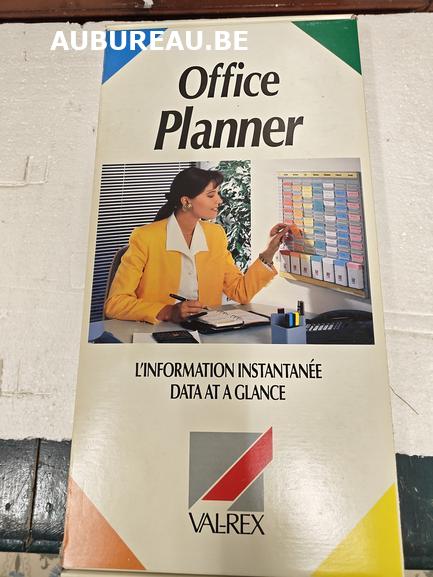 AUBUREAU.BE
Office
Planner
L'INFORMATION INSTANTANÉE
DATA AT A GLANCE
VAL-REX